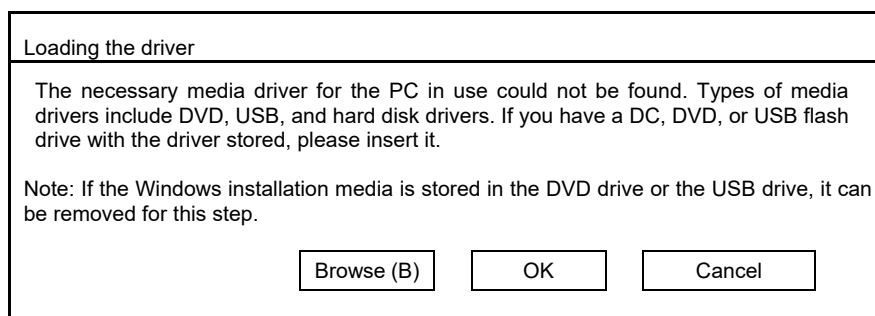 Loading the driver
The necessary media driver for the PC in use could not be found. Types of media
drivers include DVD, USB, and hard disk drivers. If you have a DC, DVD, or USB flash
drive with the driver stored, please insert it.
Note: If the Windows installation media is stored in the DVD drive or the USB drive, it can
be removed for this step.
Browse (B) OK Cancel